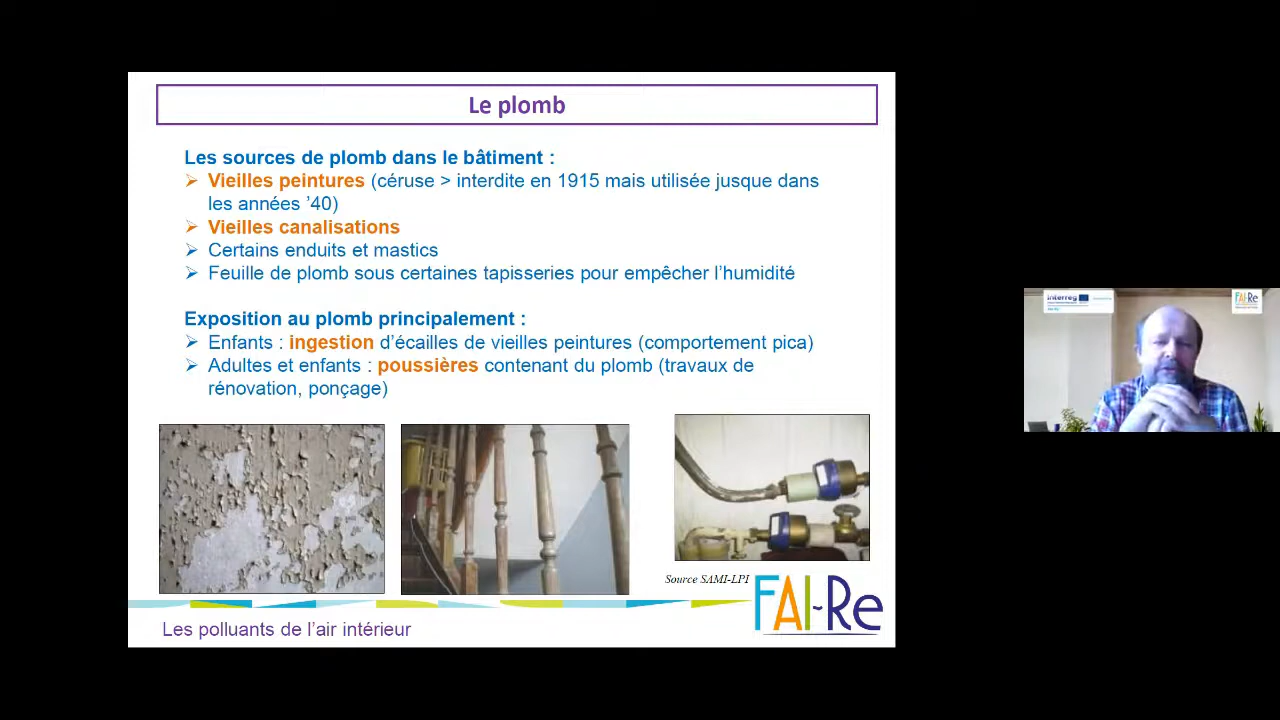 Le plomb
Les sources de plomb dans le bâtiment :
➢ Vieilles peintures (céruse > interdite en 1915 mais utilisée jusque dans
les années ’40)
➢ Vieilles canalisations
➢ Certains enduits et mastics
➢ Feuille de plomb sous certaines tapisseries pour empêcher l’humidité
Exposition au plomb principalement :
➢ Enfants : ingestion d’écailles de vieilles peintures (comportement pica)
➢ Adultes et enfants : poussières contenant du plomb (travaux de
rénovation, ponçage)
Source SAMI-LPI
FAI-Re
Les polluants de l’air intérieur
Interreg
FAI-Re